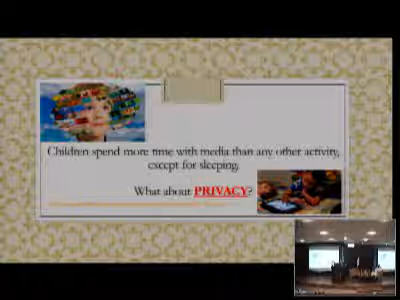 Children spend more time with media than any other activity,
except for sleeping.
What about PRIVACY?